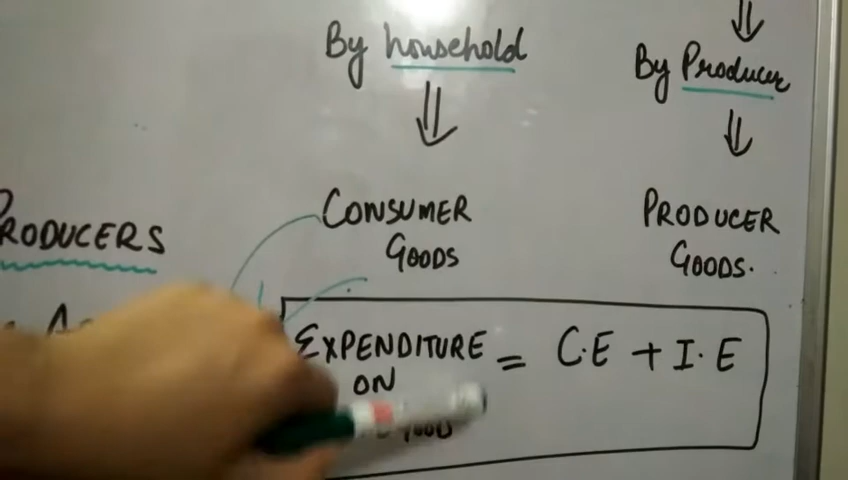 By household
By Producer
CONSUMER
GOODS
PRODUCER
GOODS.
PRODUCERS
EXPENDITURE
ON
= C.E + I.E